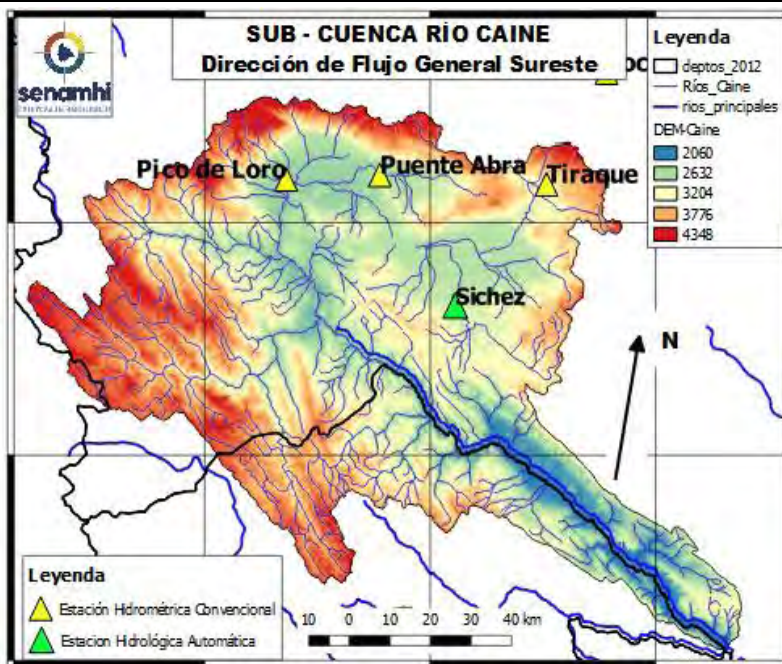 SUB - CUENCA RÍO CAINE
Dirección de Flujo General Sureste
senamhi
Leyenda
deptos_2012
Ríos_Caine
rios_principales
DEM-Caine
2060
2632
3204
3776
4348
Pico de Loro
Puente Abra
Tiraque
Sichez
N
Leyenda
Estación Hidrométrica Convencional
Estacion Hidrológica Automática
10 0 10 20 30 40 km